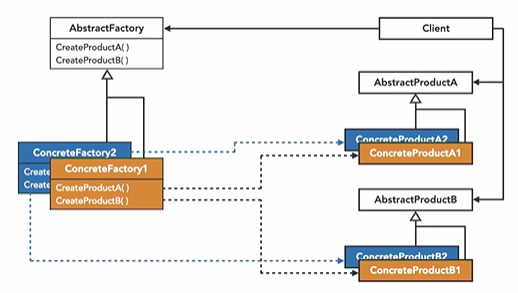 AbstractFactory
CreateProductA( )
CreateProductB( )
Client
AbstractProductA
ConcreteProductA2
ConcreteProductA1
ConcreteFactory2
Create
Create
ConcreteFactory1
CreateProductA( )
CreateProductB( )
AbstractProductB
ConcreteProductB2
ConcreteProductB1